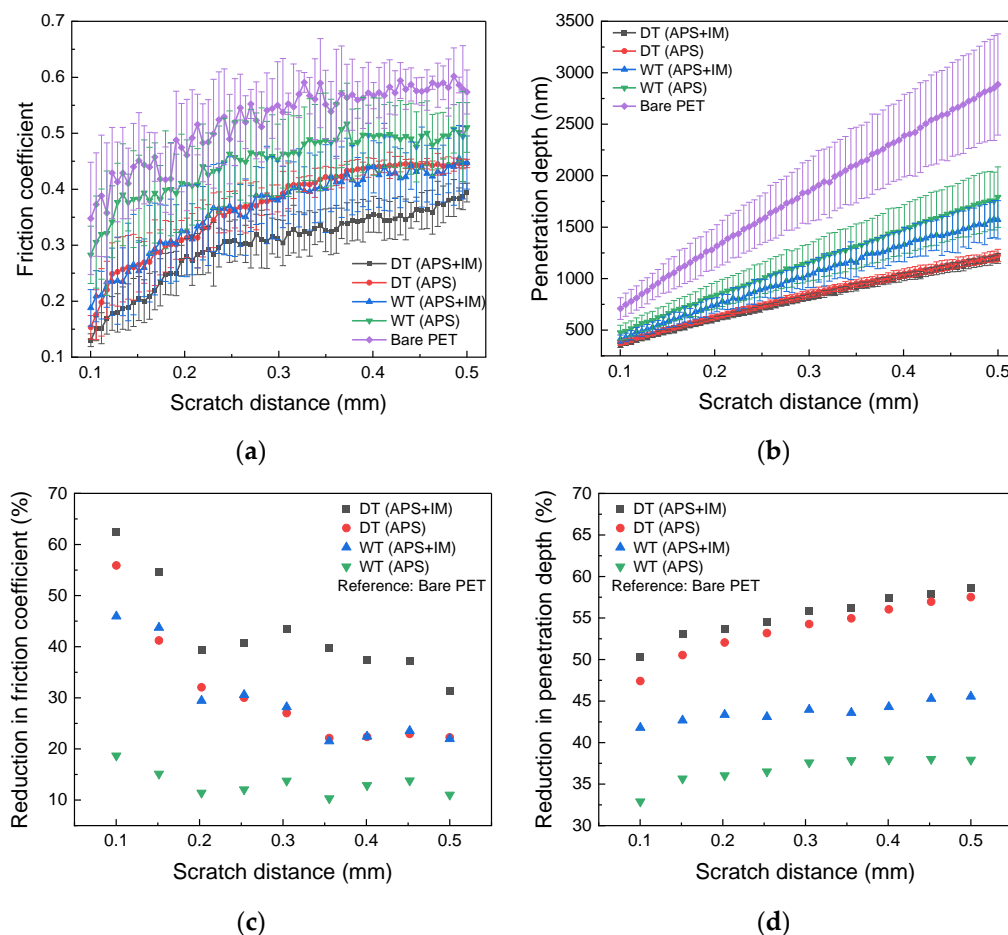 0.7
0.6
0.5
0.4
0.3
0.2
0.1
Friction coefficient
DT (APS+IM)
DT (APS)
WT (APS+IM)
WT (APS)
Bare PET
0.1 0.2 0.3 0.4 0.5
Scratch distance (mm)
(a)
3500
3000
2500
2000
1500
1000
500
Penetration depth (nm)
DT (APS+IM)
DT (APS)
WT (APS+IM)
WT (APS)
Bare PET
0.1 0.2 0.3 0.4 0.5
Scratch distance (mm)
(b)
70
60
50
40
30
20
10
Reduction in friction coefficient (%)
DT (APS+IM)
DT (APS)
WT (APS+IM)
WT (APS)
Reference: Bare PET
0.1 0.2 0.3 0.4 0.5
Scratch distance (mm)
(c)
70
65
60
55
50
45
40
35
30
Reduction in penetration depth (%)
DT (APS+IM)
DT (APS)
WT (APS+IM)
WT (APS)
Reference: Bare PET
0.1 0.2 0.3 0.4 0.5
Scratch distance (mm)
(d)